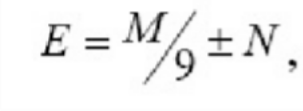 E = M/9 ± N,